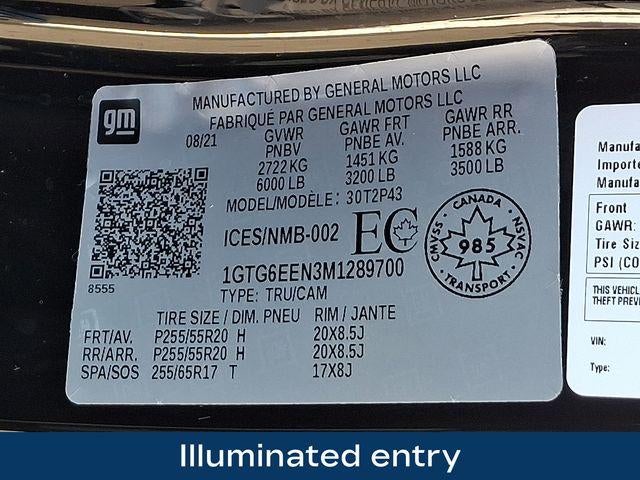 gm
MANUFACTURED BY GENERAL MOTORS LLC
FABRIQUÉ PAR GENERAL MOTORS LLC
08/21
GVWR GAWR FRT GAWR RR
PNBV PNBE AV. PNBE ARR.
2722 KG 1451 KG 1588 KG
6000 LB 3200 LB 3500 LB
MODEL/MODÈLE: 30T2P43
ICES/NMB-002 EC
CANADA
CMVSS 985 NSVAC
8555
1GTG6EEN3M1289700
TYPE: TRU/CAM
TIRE SIZE / DIM. PNEU RIM / JANTE
FRT/AV. P255/55R20 H 20X8.5J
RR/ARR. P255/55R20 H 20X8.5J
SPA/SOS 255/65R17 T 17X8J
Manufa
Importe
Manufa
Front
GAWR:
Tire Siz
PSI (CO
THIS VEHICL
THEFT PREVE
VIN:
Type:
Illuminated entry